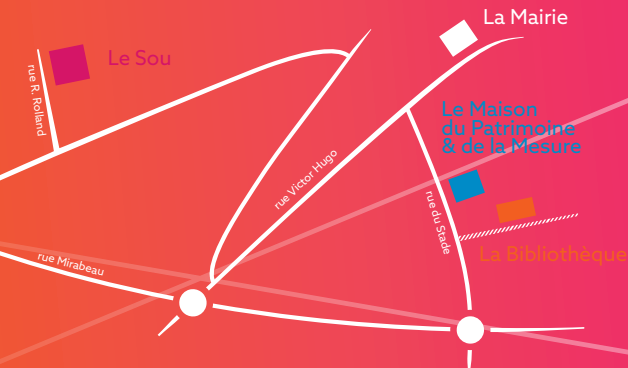 La Mairie
Le Sou
rue R. Rolland
Le Maison
du Patrimoine
& de la Mesure
rue Victor Hugo
rue du Stade
La Bibliothèque
rue Mirabeau